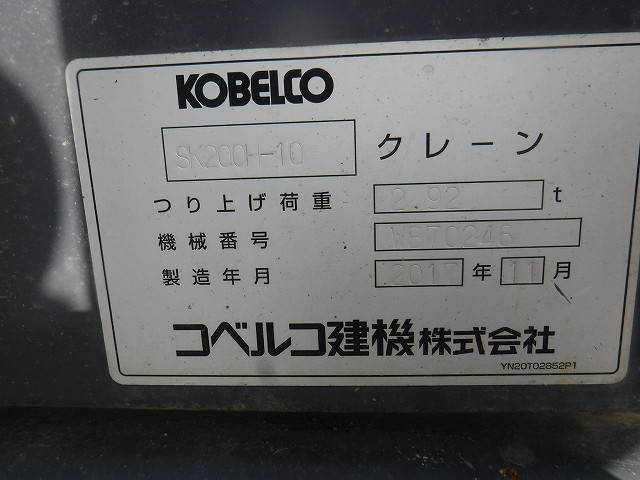 KOBELCO
SK200H-10 クレーン
つり上げ荷重 2.92 t
機械番号
製造年月 2017 年 11 月
コベルコ建機株式会社
YN20T02852P1